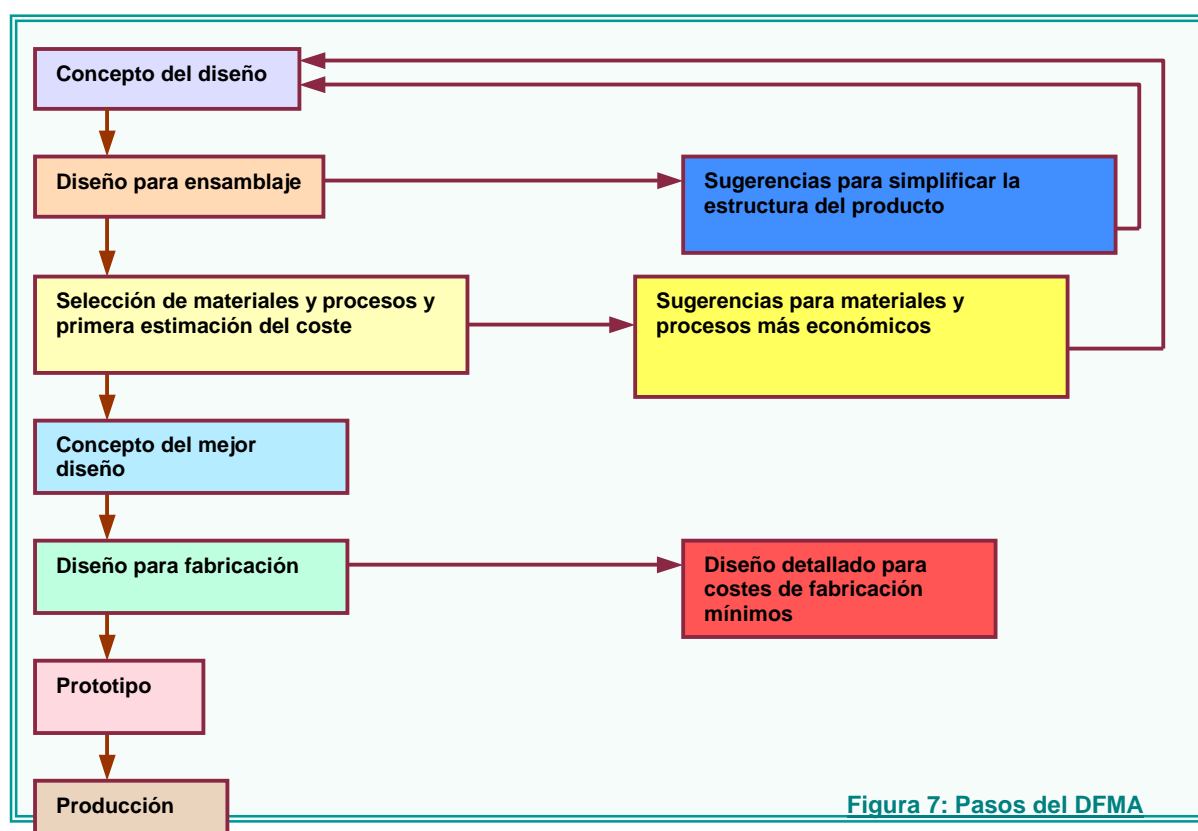 Concepto del diseño
Diseño para ensamblaje
Sugerencias para simplificar la
estructura del producto
Selección de materiales y procesos y
primera estimación del coste
Sugerencias para materiales y
procesos más económicos
Concepto del mejor
diseño
Diseño para fabricación
Diseño detallado para
costes de fabricación
mínimos
Prototipo
Producción
Figura 7: Pasos del DFMA